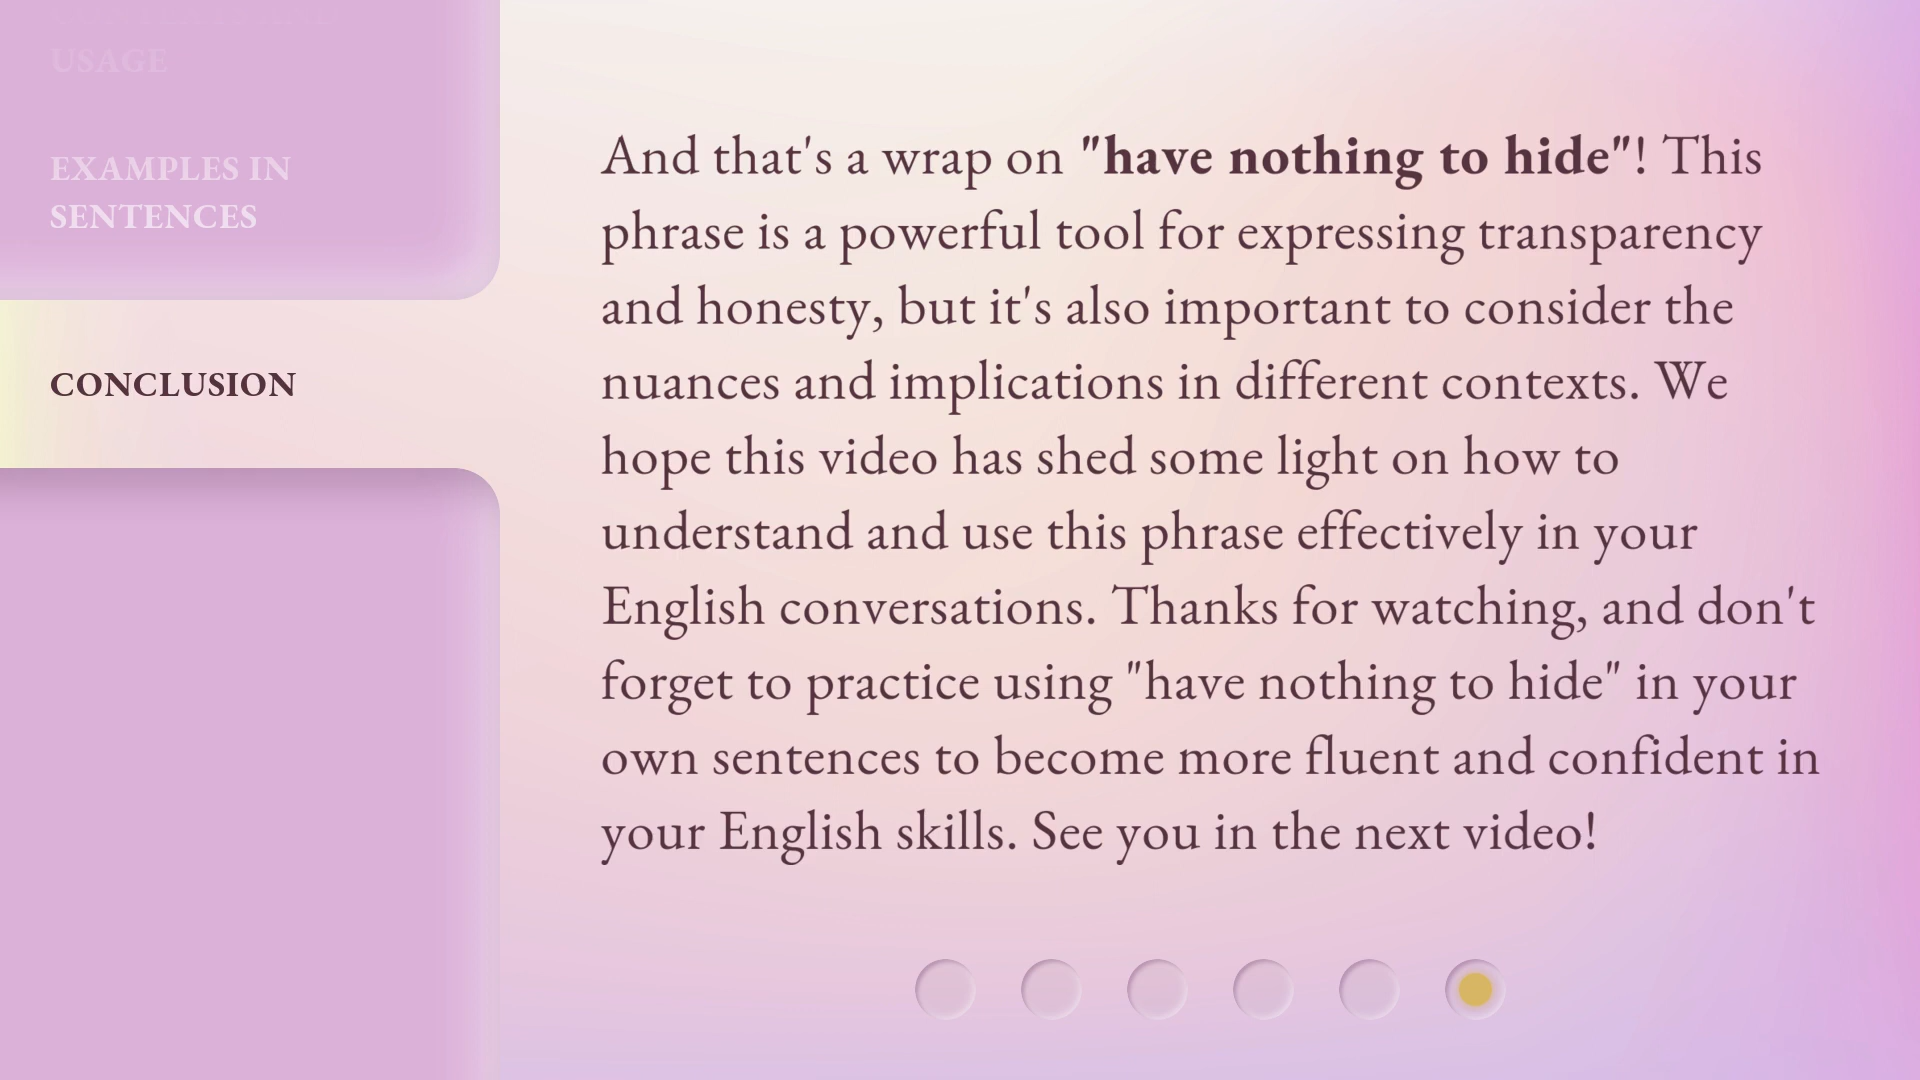 USAGE
EXAMPLES IN
SENTENCES
CONCLUSION
And that's a wrap on "have nothing to hide"! This
phrase is a powerful tool for expressing transparency
and honesty, but it's also important to consider the
nuances and implications in different contexts. We
hope this video has shed some light on how to
understand and use this phrase effectively in your
English conversations. Thanks for watching, and don't
forget to practice using "have nothing to hide" in your
own sentences to become more fluent and confident in
your English skills. See you in the next video!